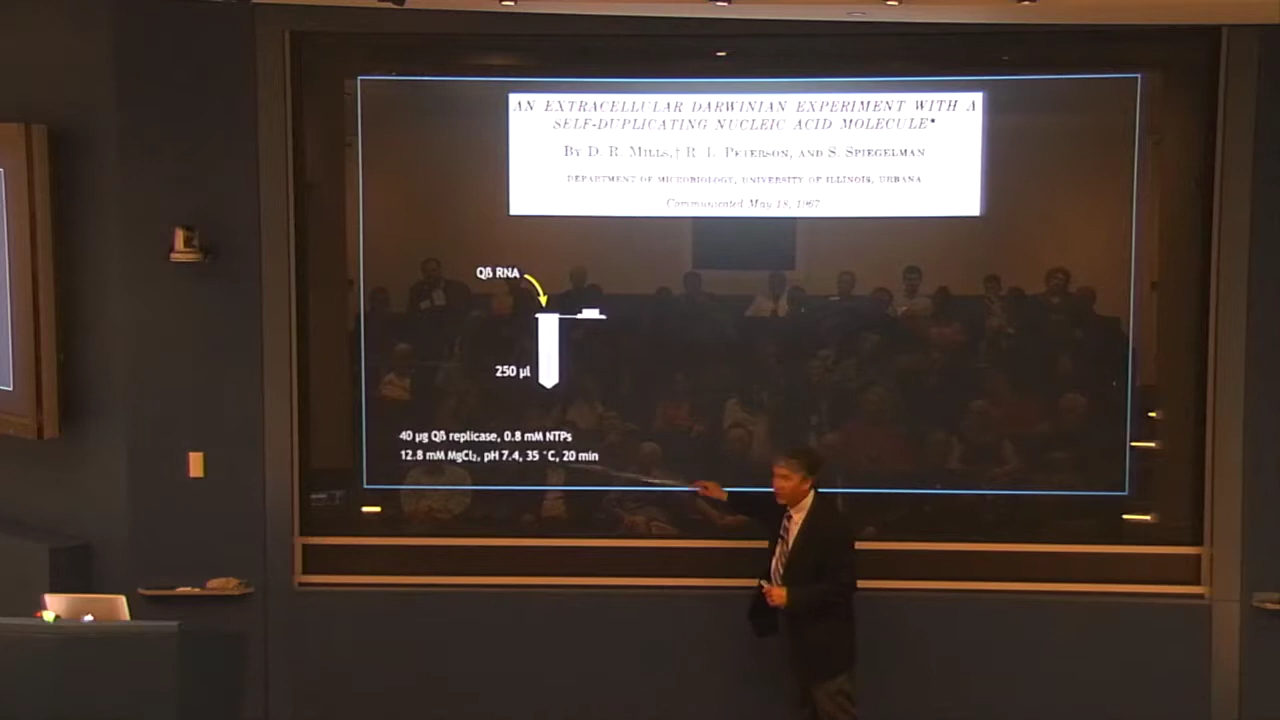 AN EXTRACELLULAR DARWINIAN EXPERIMENT WITH A
SELF-DUPLICATING NUCLEIC ACID MOLECULE*
BY D. R. MILLS,† R. L. PETERSON, AND S. SPIEGELMAN
DEPARTMENT OF MICROBIOLOGY, UNIVERSITY OF ILLINOIS, URBANA
Communicated May 18, 1967
Qß RNA
250 µl
40 µg Qß replicase, 0.8 mM NTPs
12.8 mM MgCl₂, pH 7.4, 35 °C, 20 min